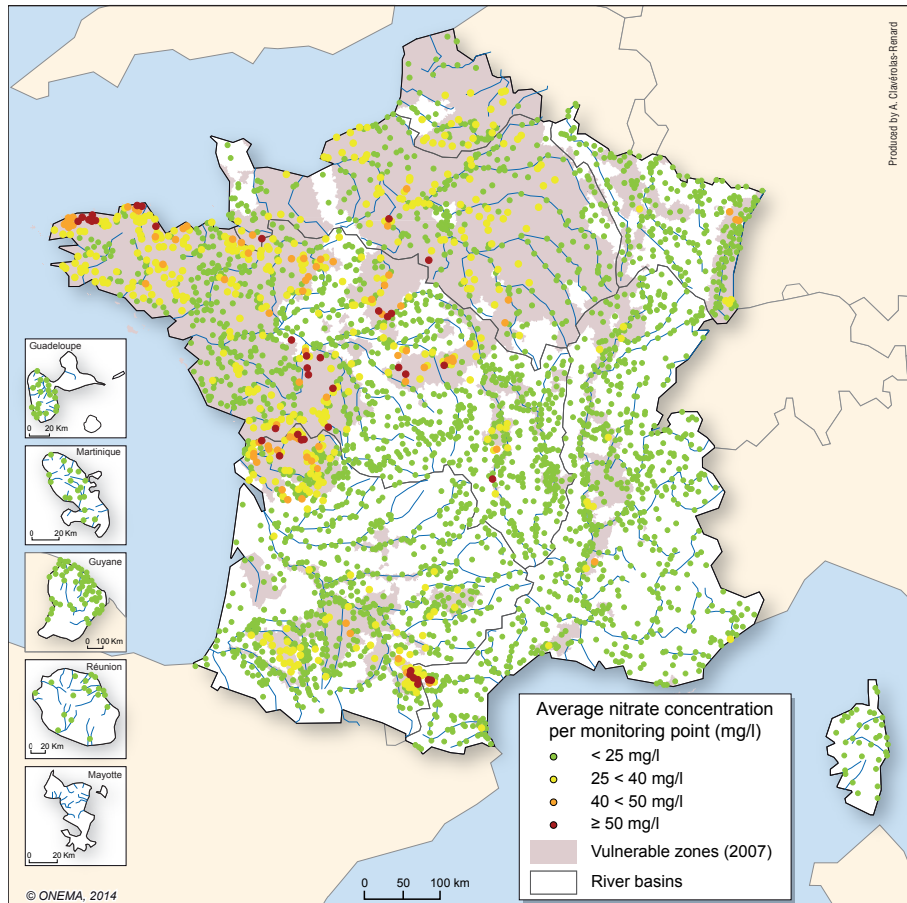 Produced by A. Clavérolas-Renard
Guadeloupe
0 20 Km
Martinique
0 20 Km
Guyane
0 100 Km
Réunion
0 20 Km
Mayotte
0 20 Km
© ONEMA, 2014
0 50 100 km
Average nitrate concentration
per monitoring point (mg/l)
< 25 mg/l
25 < 40 mg/l
40 < 50 mg/l
≥ 50 mg/l
Vulnerable zones (2007)
River basins